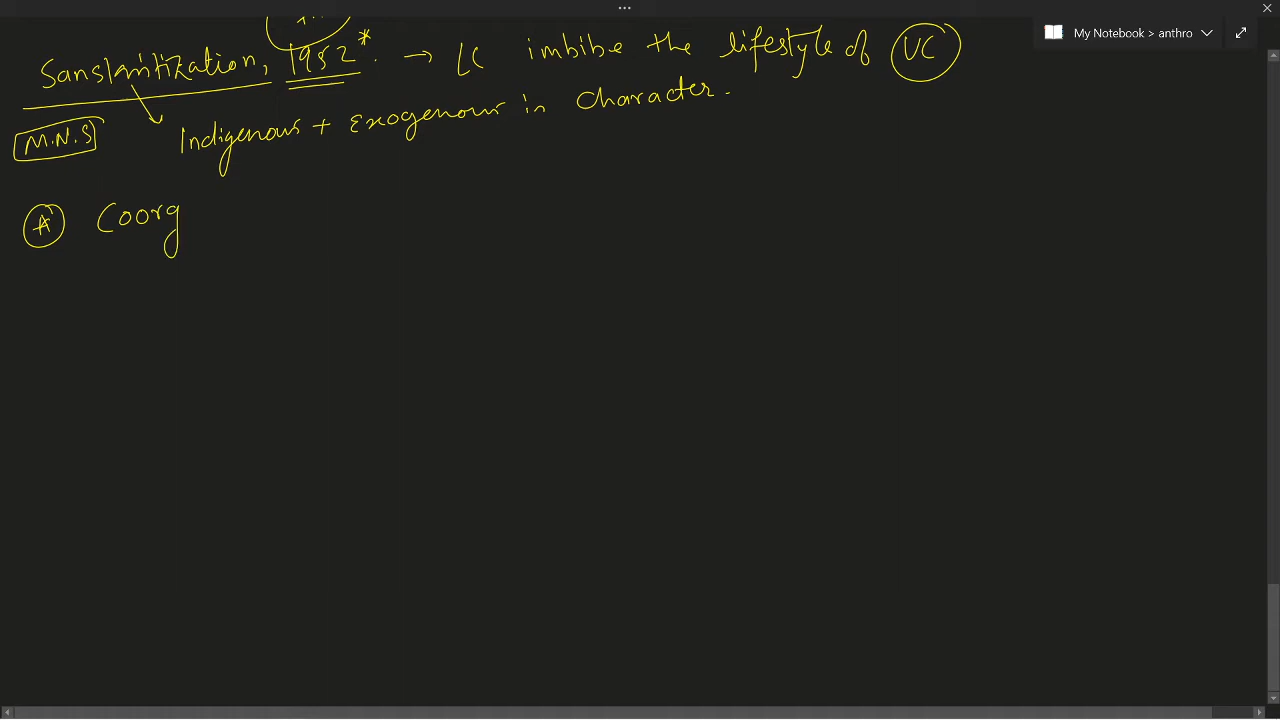 My Notebook > anthro
Sanskritization, 1952* . → LC imbibe the lifestyle of UC
M.N.S Indigenous + Exogenous in Character.
* Coorg